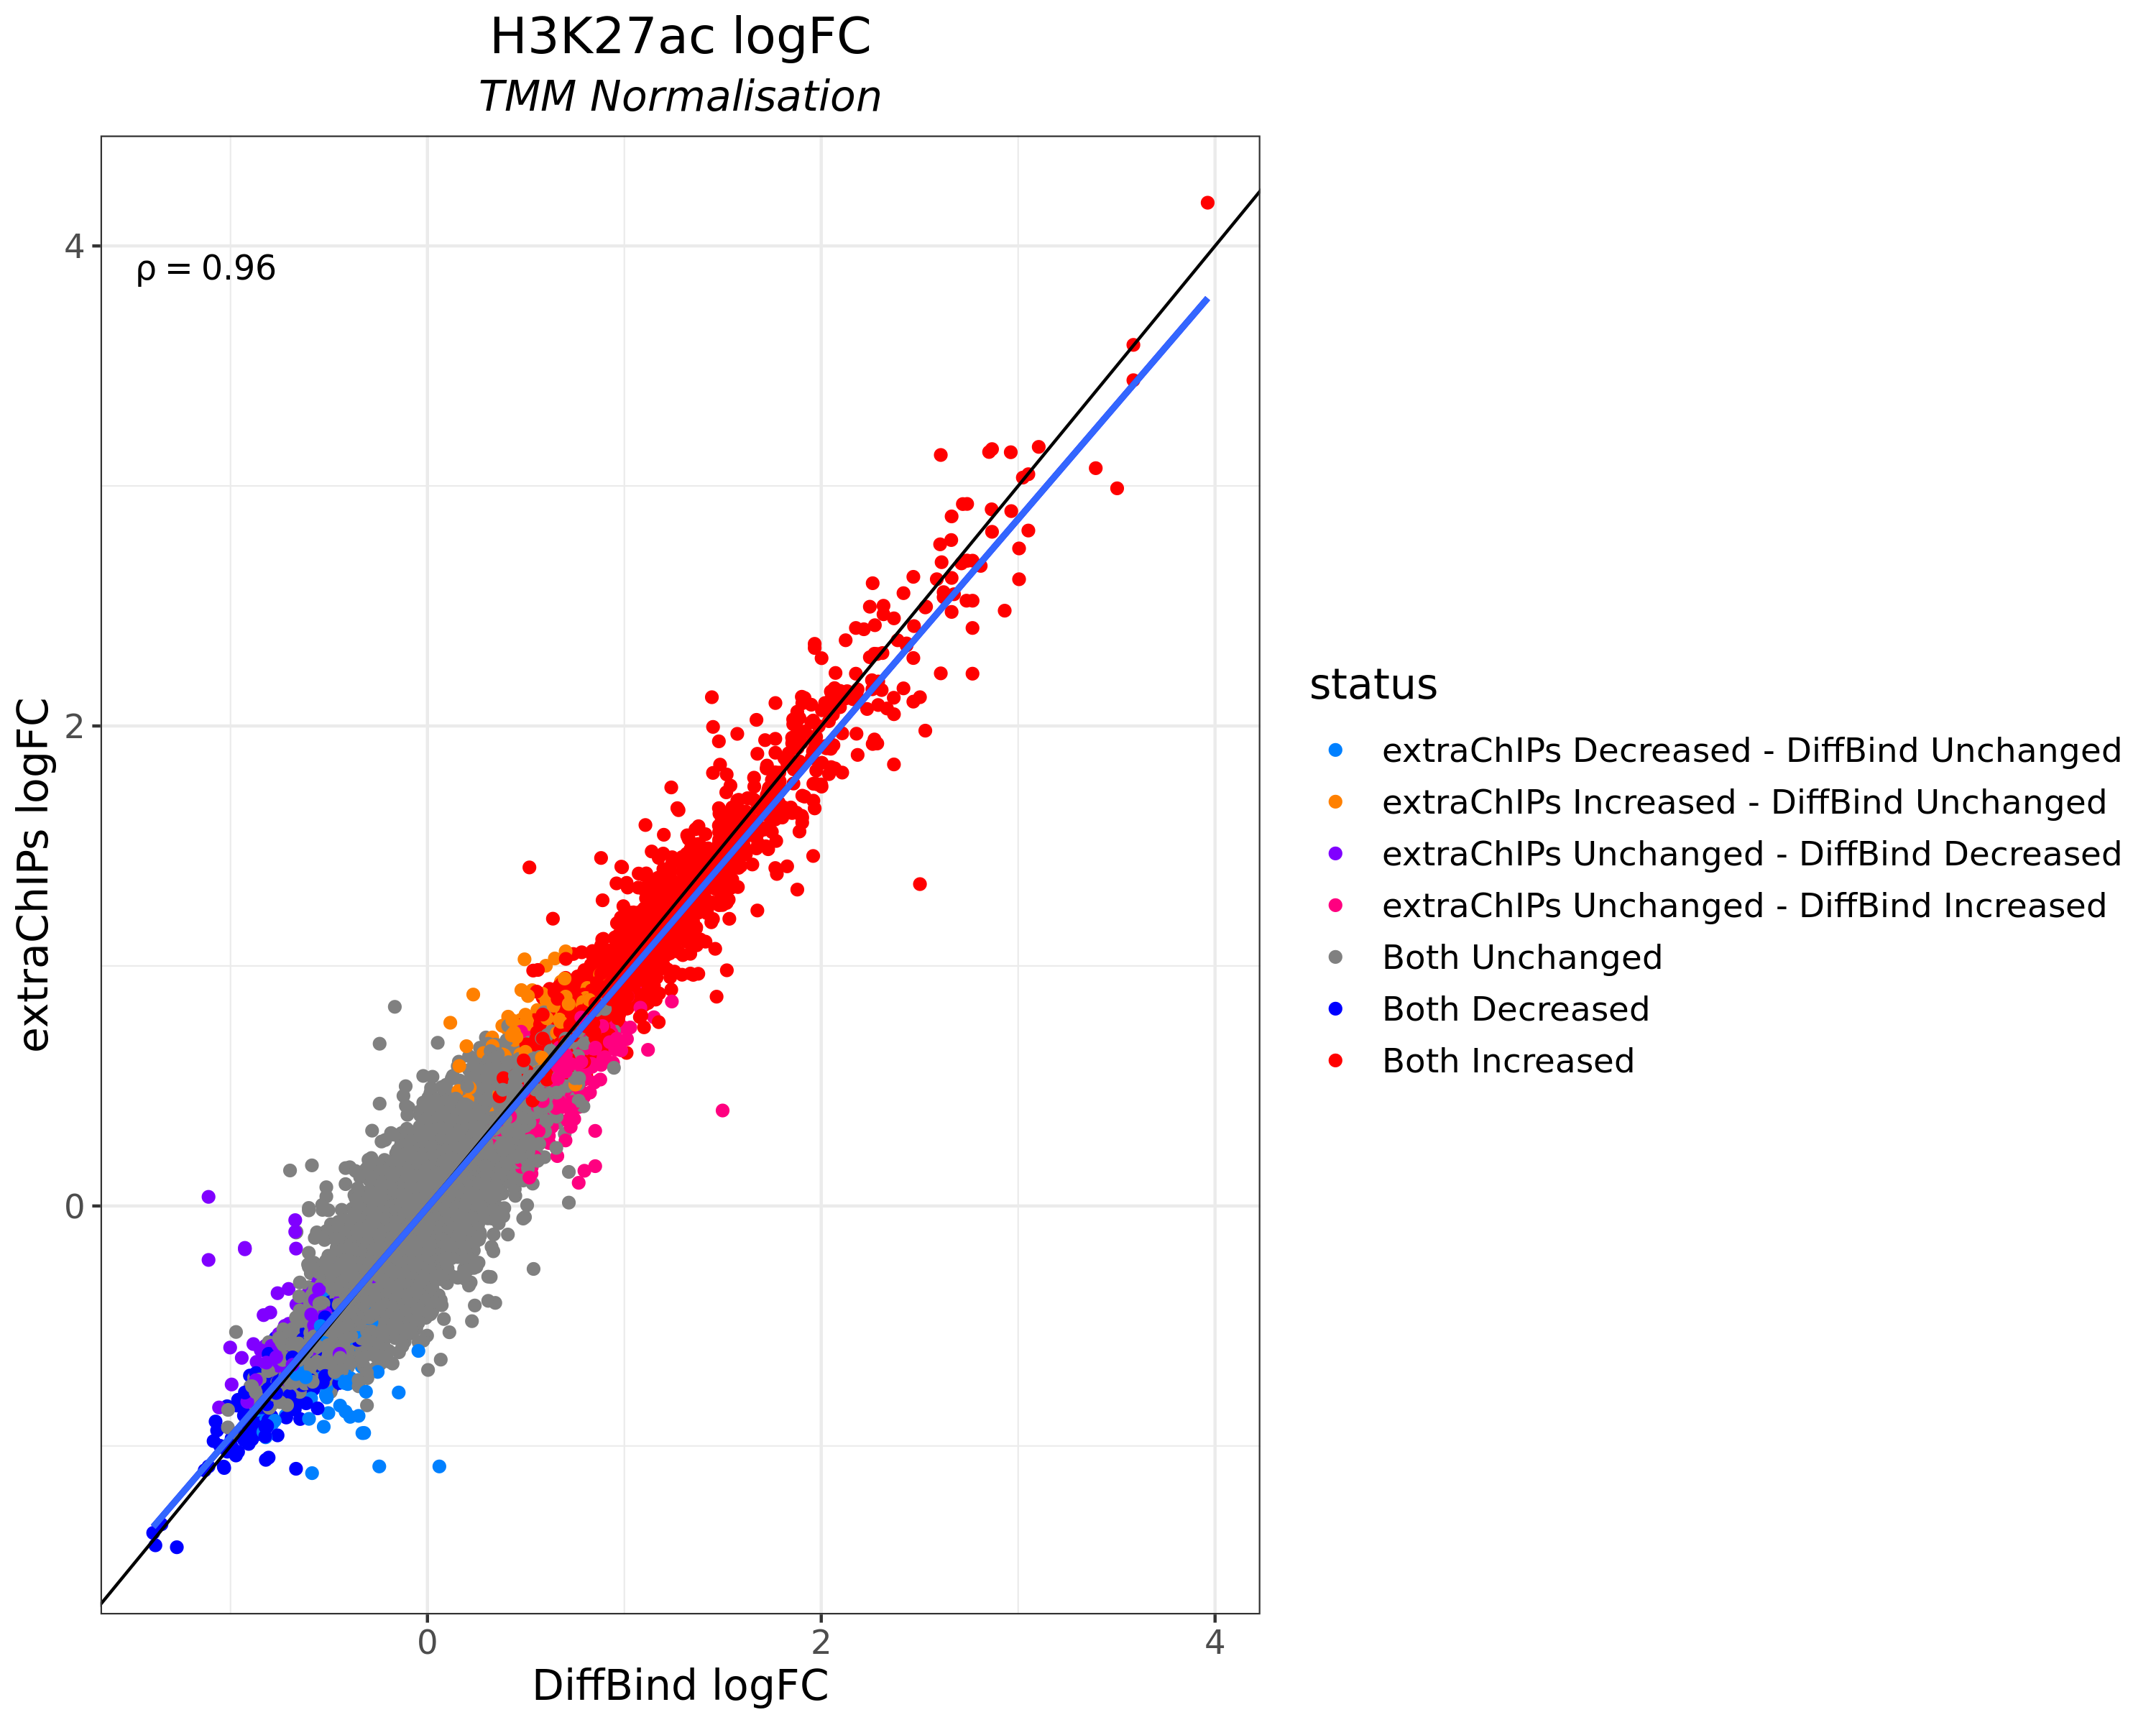 H3K27ac logFC
TMM Normalisation
ρ = 0.96
4
2
0
extraChIPs logFC
0
2
4
DiffBind logFC
status
extraChIPs Decreased - DiffBind Unchanged
extraChIPs Increased - DiffBind Unchanged
extraChIPs Unchanged - DiffBind Decreased
extraChIPs Unchanged - DiffBind Increased
Both Unchanged
Both Decreased
Both Increased